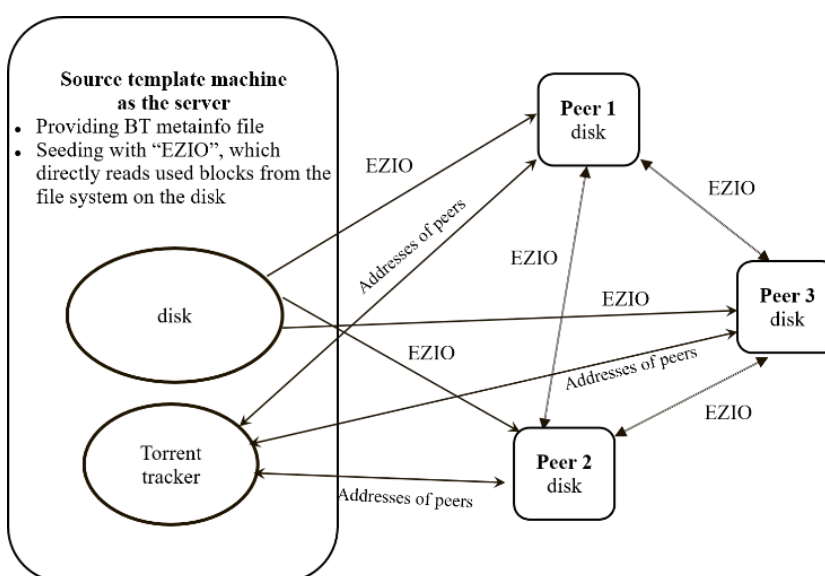 Source template machine
as the server
• Providing BT metainfo file
• Seeding with “EZIO”, which
directly reads used blocks from the
file system on the disk
disk
Torrent
tracker
EZIO
Addresses of peers
Peer 1
disk
EZIO
EZIO
EZIO
Peer 3
disk
EZIO
Addresses of peers
EZIO
Peer 2
disk
Addresses of peers